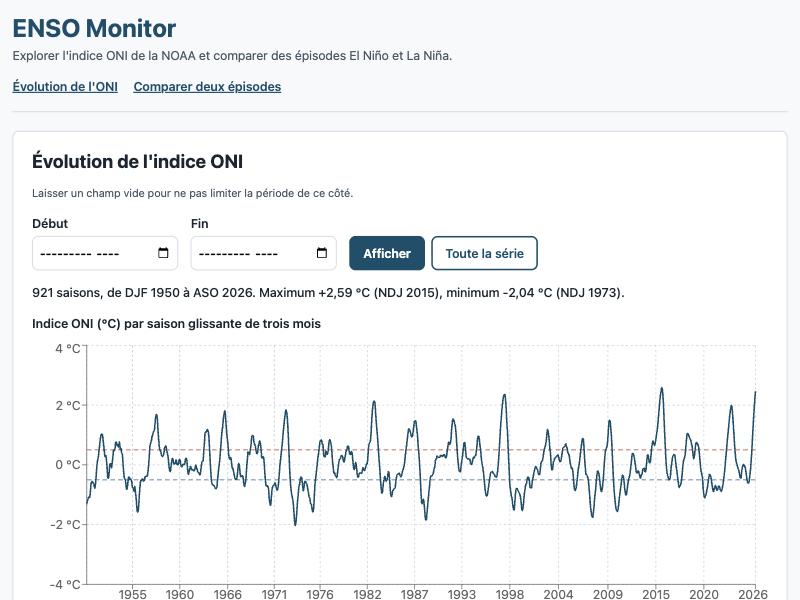 ENSO Monitor
Explorer l'indice ONI de la NOAA et comparer des épisodes El Niño et La Niña.
Évolution de l'ONI Comparer deux épisodes
Évolution de l'indice ONI
Laisser un champ vide pour ne pas limiter la période de ce côté.
Début Fin
--------- ---- --------- ---- Afficher Toute la série
921 saisons, de DJF 1950 à ASO 2026. Maximum +2,59 °C (NDJ 2015), minimum -2,04 °C (NDJ 1973).
Indice ONI (°C) par saison glissante de trois mois
4 °C
2 °C
0 °C
-2 °C
-4 °C
1955 1960 1966 1971 1976 1982 1987 1993 1998 2004 2009 2015 2020 2026